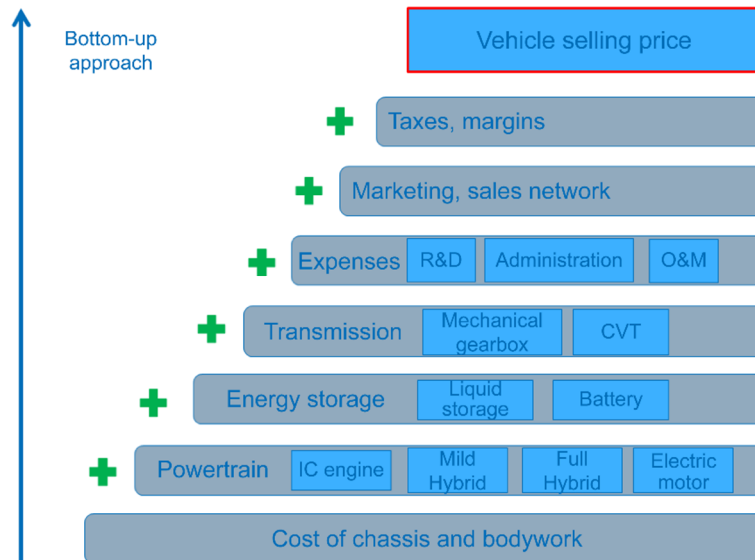 Bottom-up
approach
Vehicle selling price
Taxes, margins
Marketing, sales network
Expenses
R&D
Administration
O&M
Transmission
Mechanical
gearbox
CVT
Energy storage
Liquid
storage
Battery
Powertrain
IC engine
Mild
Hybrid
Full
Hybrid
Electric
motor
Cost of chassis and bodywork